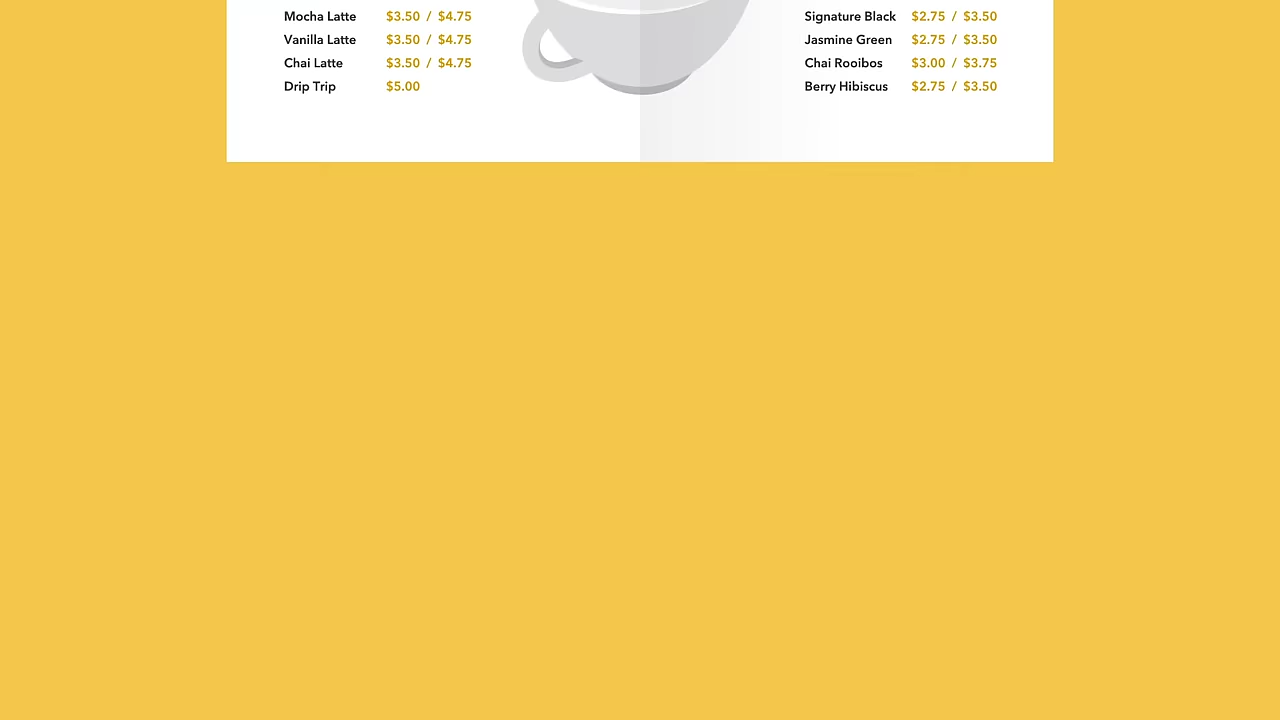 Mocha Latte $3.50 / $4.75
Vanilla Latte $3.50 / $4.75
Chai Latte $3.50 / $4.75
Drip Trip $5.00
Signature Black $2.75 / $3.50
Jasmine Green $2.75 / $3.50
Chai Rooibos $3.00 / $3.75
Berry Hibiscus $2.75 / $3.50